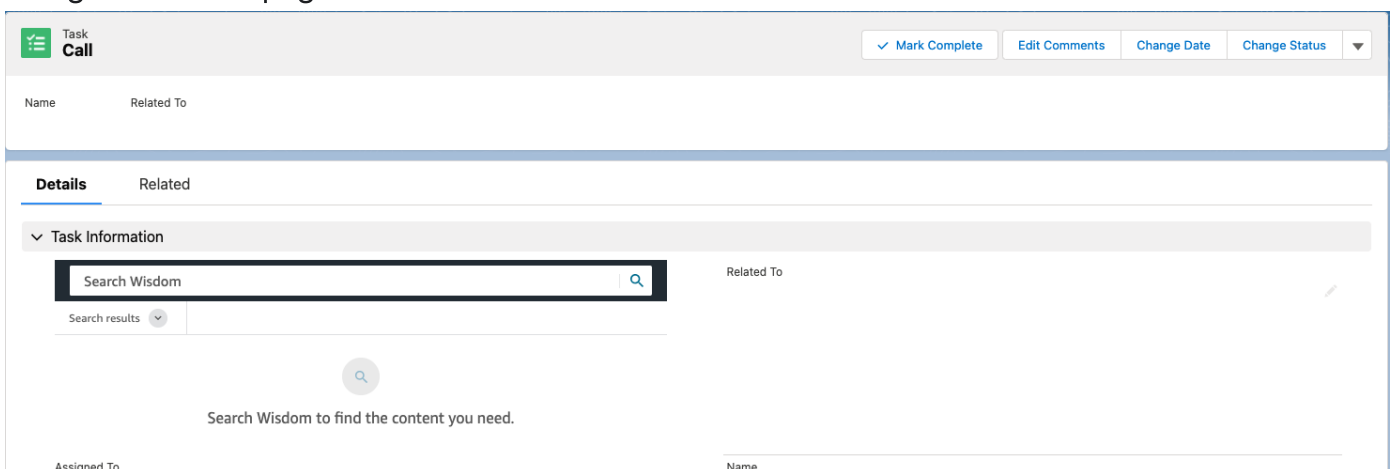 Task
Call
Mark Complete
Edit Comments
Change Date
Change Status
Name
Related To
Details
Related
Task Information
Search Wisdom
Related To
Search results
Search Wisdom to find the content you need.
Assigned To
Name